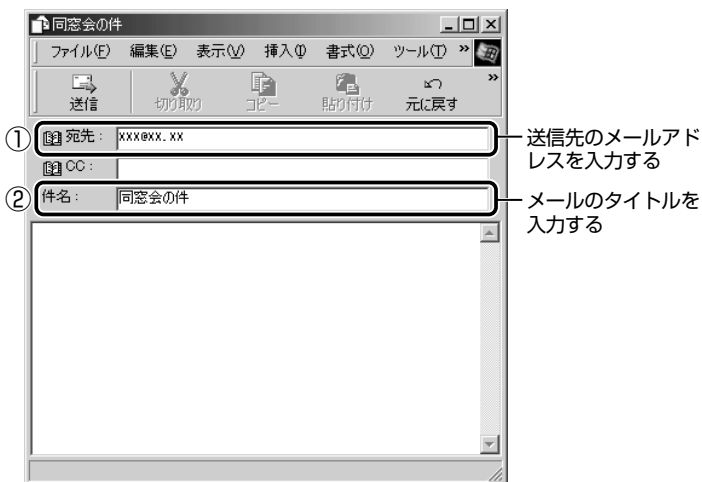 同窓会の件
ファイル(F) 編集(E) 表示(V) 挿入(I) 書式(O) ツール(T) »
送信 切り取り コピー 貼り付け 元に戻す »
① 宛先: xxx@xx.xx
送信先のメールアド
レスを入力する
CC:
② 件名: 同窓会の件
メールのタイトルを
入力する